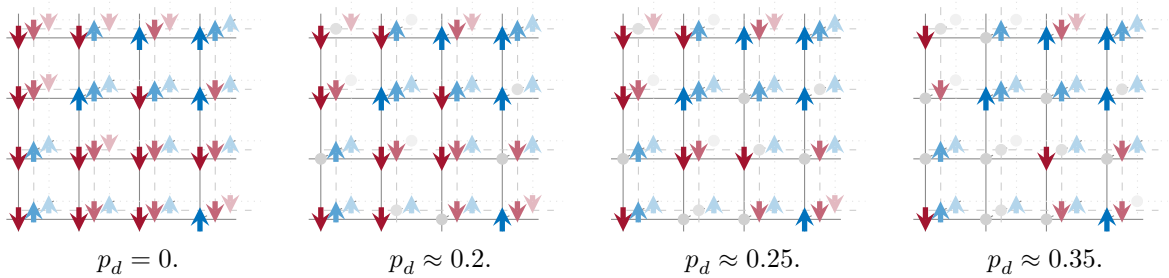 p_d = 0.
p_d ≈ 0.2.
p_d ≈ 0.25.
p_d ≈ 0.35.